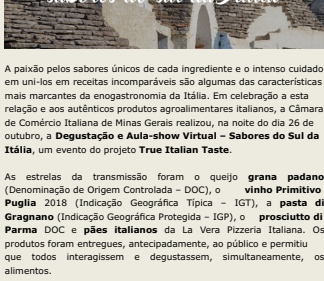 sabores do sul da Itália
A paixão pelos sabores únicos de cada ingrediente e o intenso cuidado
em uni-los em receitas incomparáveis são algumas das características
mais marcantes da enogastronomia da Itália. Em celebração a esta
relação e aos autênticos produtos agroalimentares italianos, a Câmara
de Comércio Italiana de Minas Gerais realizou, na noite do dia 26 de
outubro, a Degustação e Aula-show Virtual – Sabores do Sul da
Itália, um evento do projeto True Italian Taste.
As estrelas da transmissão foram o queijo grana padano
(Denominação de Origem Controlada – DOC), o vinho Primitivo
Puglia 2018 (Indicação Geográfica Típica – IGT), a pasta di
Gragnano (Indicação Geográfica Protegida – IGP), o prosciutto di
Parma DOC e pães italianos da La Vera Pizzeria Italiana. Os
produtos foram entregues, antecipadamente, ao público e permitiu
que todos interagissem e degustassem, simultaneamente, os
alimentos.